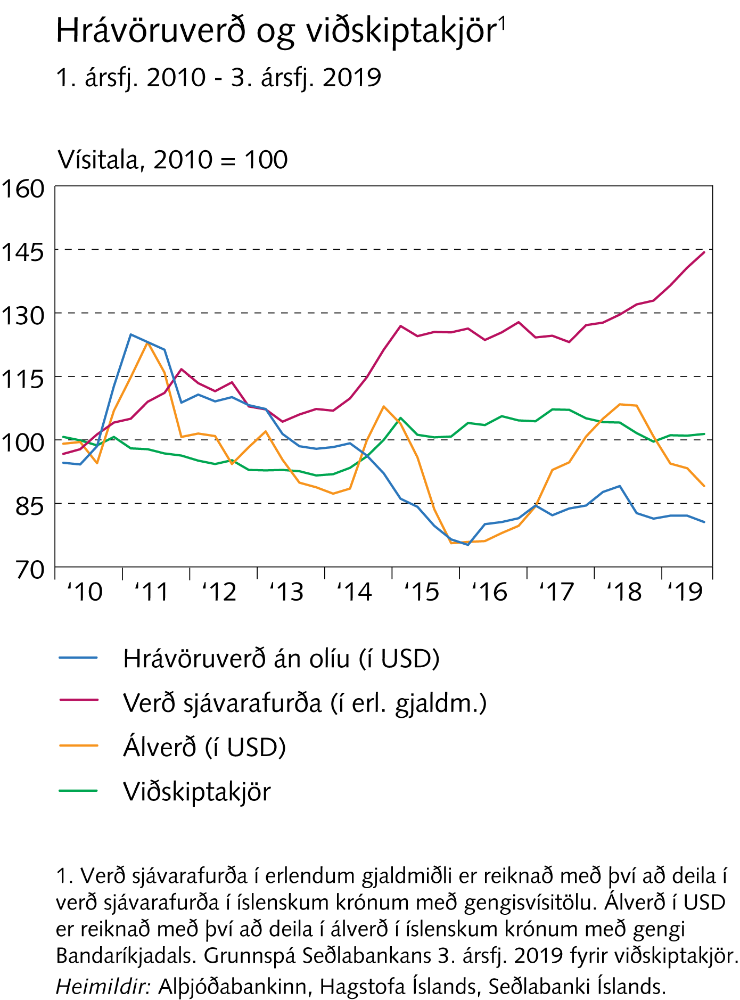 Hrávöruverð og viðskiptakjör¹
1. ársfj. 2010 - 3. ársfj. 2019
Vísitala, 2010 = 100
160
145
130
115
100
85
70
‘10 ‘11 ‘12 ‘13 ‘14 ‘15 ‘16 ‘17 ‘18 ‘19
Hrávöruverð án olíu (í USD)
Verð sjávarafurða (í erl. gjaldm.)
Álverð (í USD)
Viðskiptakjör
1. Verð sjávarafurða í erlendum gjaldmiðli er reiknað með því að deila í
verð sjávarafurða í íslenskum krónum með gengisvísitölu. Álverð í USD
er reiknað með því að deila í álverð í íslenskum krónum með gengi
Bandaríkjadals. Grunnspá Seðlabankans 3. ársfj. 2019 fyrir viðskiptakjör.
Heimildir: Alþjóðabankinn, Hagstofa Íslands, Seðlabanki Íslands.